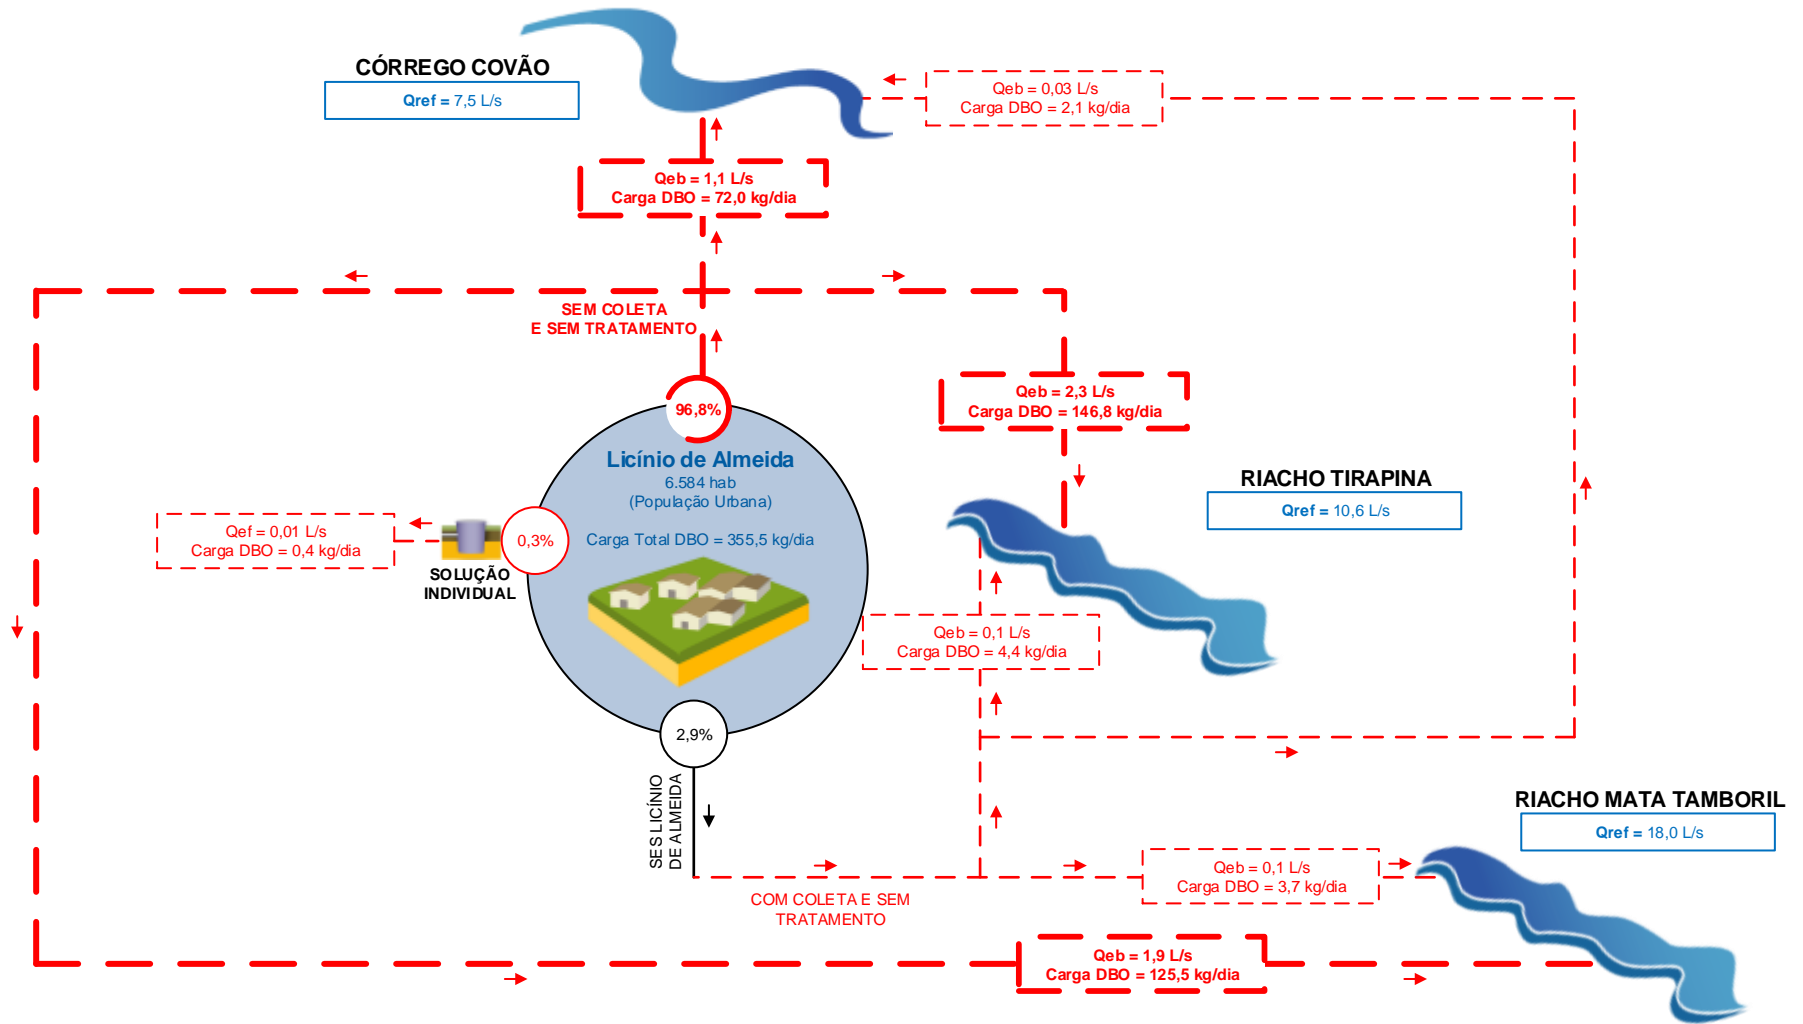 CÓRREGO COVÃO
Qref = 7,5 L/s
Qeb = 0,03 L/s
Carga DBO = 2,1 kg/dia
Qeb = 1,1 L/s
Carga DBO = 72,0 kg/dia
SEM COLETA
E SEM TRATAMENTO
Qeb = 2,3 L/s
Carga DBO = 146,8 kg/dia
96,8%
Licínio de Almeida
6.584 hab
(População Urbana)
Carga Total DBO = 355,5 kg/dia
RIACHO TIRAPINA
Qref = 10,6 L/s
Qef = 0,01 L/s
Carga DBO = 0,4 kg/dia
0,3%
SOLUÇÃO
INDIVIDUAL
Qeb = 0,1 L/s
Carga DBO = 4,4 kg/dia
2,9%
SES LICÍNIO
DE ALMEIDA
RIACHO MATA TAMBORIL
Qref = 18,0 L/s
Qeb = 0,1 L/s
Carga DBO = 3,7 kg/dia
COM COLETA E SEM
TRATAMENTO
Qeb = 1,9 L/s
Carga DBO = 125,5 kg/dia